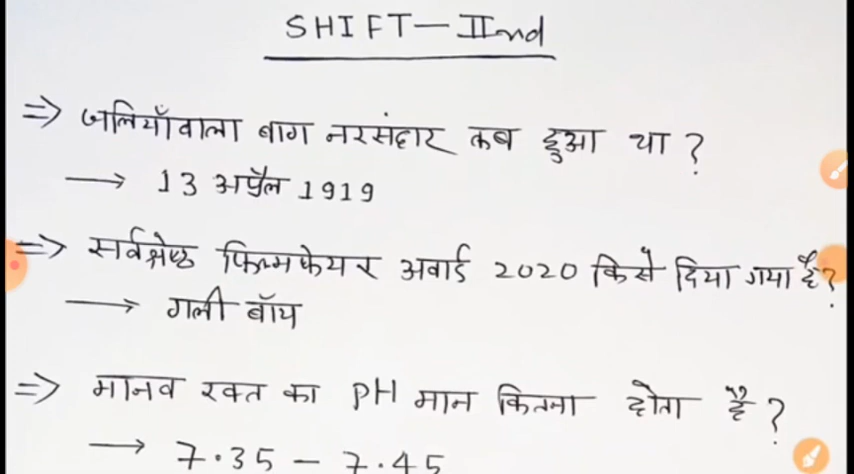 SHIFT — IInd
⇒ जलियाँवाला बाग नरसंहार कब हुआ था ?
→ 13 अप्रैल 1919
⇒ सर्वश्रेष्ठ फिल्मफेयर अवार्ड 2020 किसे दिया गया है ?
→ गली बॉय
⇒ मानव रक्त का PH मान कितना होता है ?
→ 7.35 – 7.45